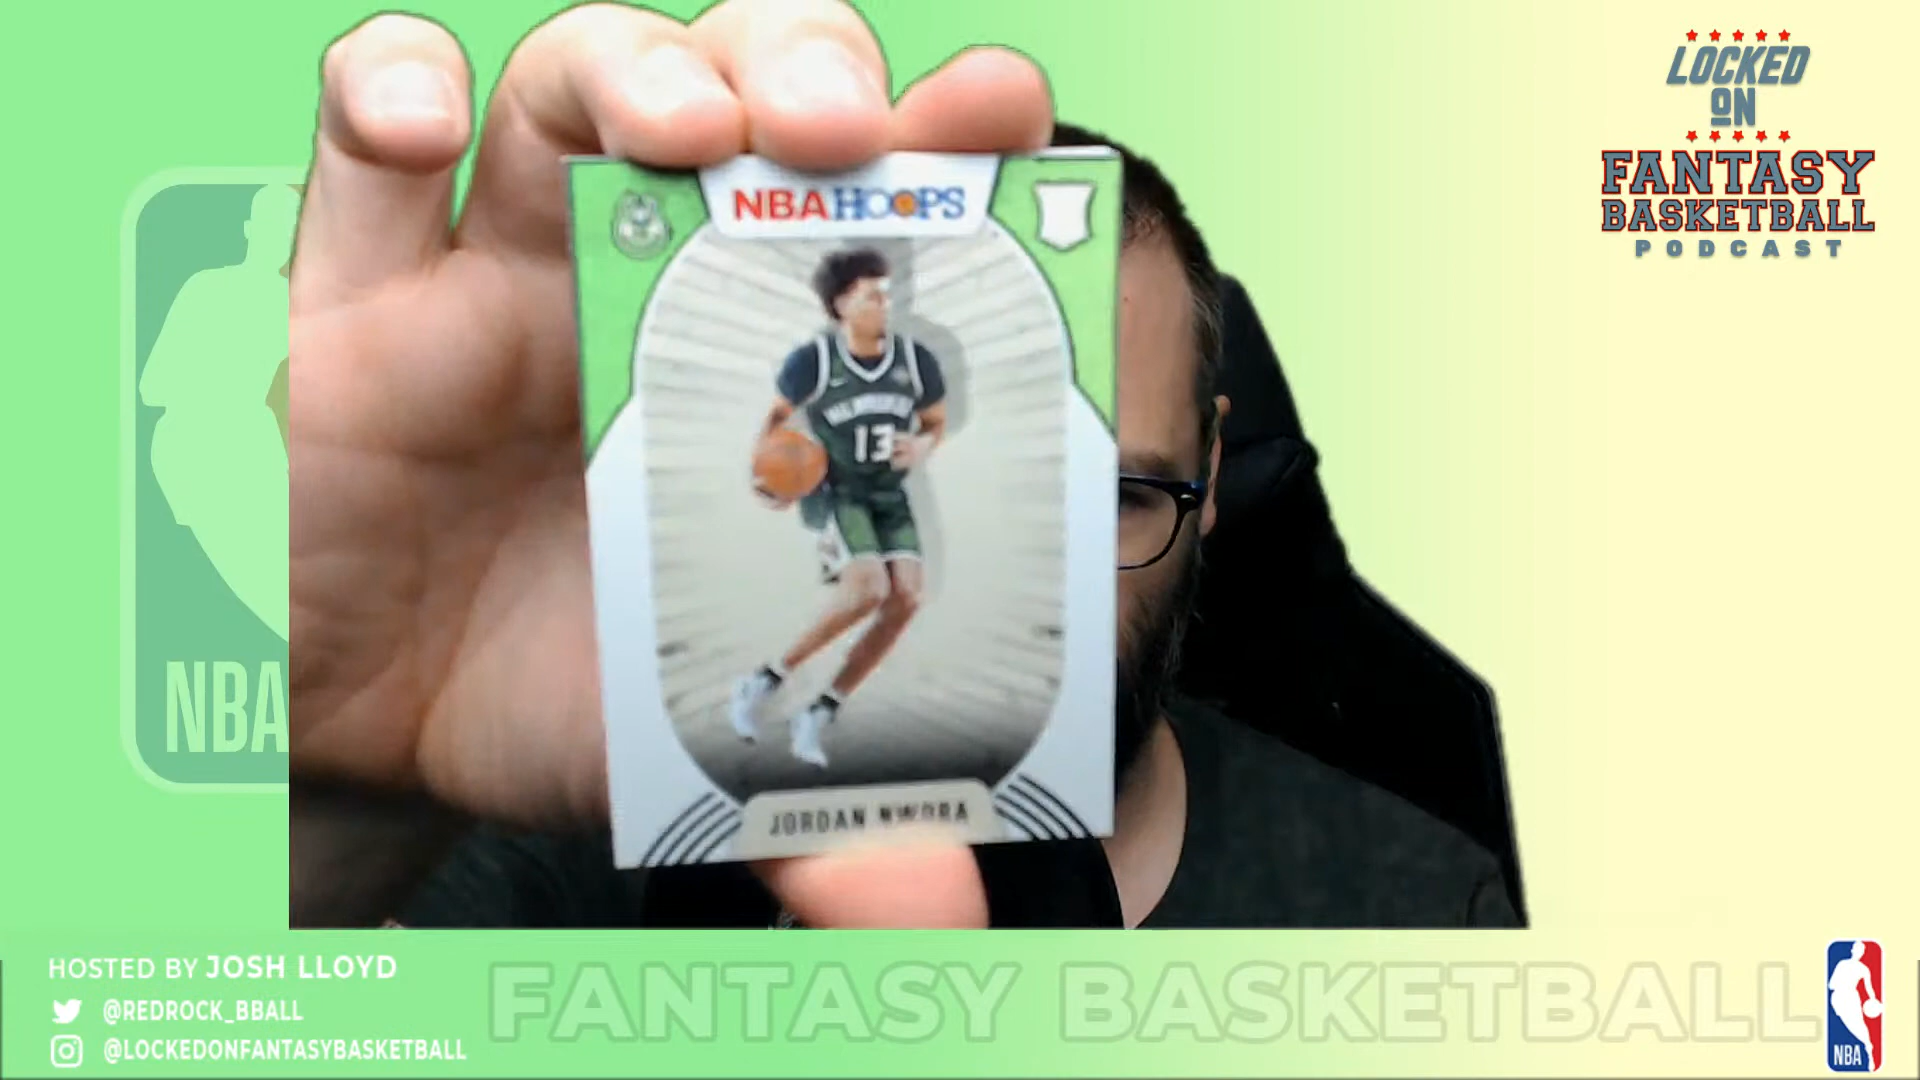 LOCKED
ON
FANTASY
BASKETBALL
PODCAST
NBA HOOPS
MILWAUKEE
13
NBA
JORDAN NWORA
HOSTED BY JOSH LLOYD
@REDROCK_BBALL
@LOCKEDONFANTASYBASKETBALL
FANTASY BASKETBALL
NBA